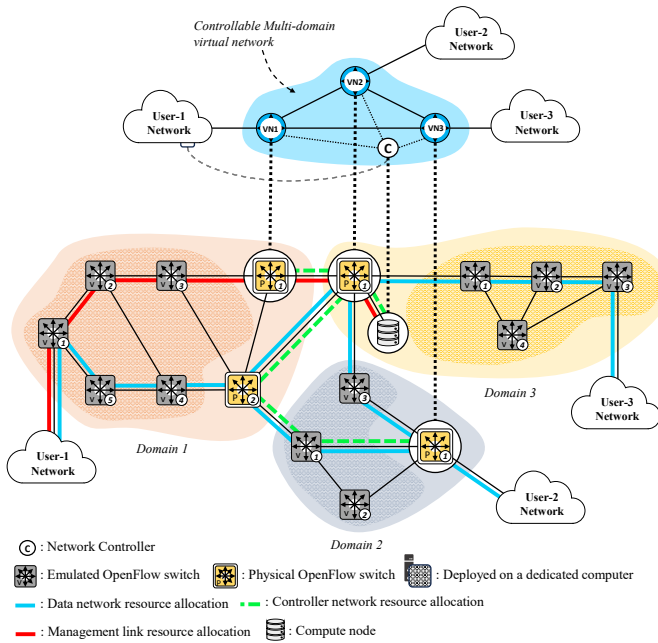 Controllable Multi-domain
virtual network
User-2
Network
VN2
User-1
Network
VN1
VN3
User-3
Network
C
V
2
V
3
P
1
P
1
V
1
V
2
V
3
V
1
V
4
V
5
V
4
P
2
Domain 3
V
3
User-3
Network
Domain 1
V
1
P
1
User-1
Network
V
2
User-2
Network
Domain 2
C : Network Controller
V : Emulated OpenFlow switch
P : Physical OpenFlow switch
: Deployed on a dedicated computer
: Data network resource allocation
: Controller network resource allocation
: Management link resource allocation
: Compute node